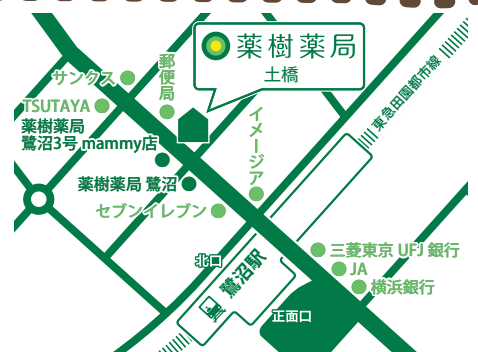 薬樹薬局
土橋
郵便局
サンクス
TSUTAYA
薬樹薬局
鷺沼3号 mammy店
薬樹薬局 鷺沼
セブンイレブン
イメージア
東急田園都市線
北口
鷺沼駅
正面口
三菱東京 UFJ 銀行
JA
横浜銀行